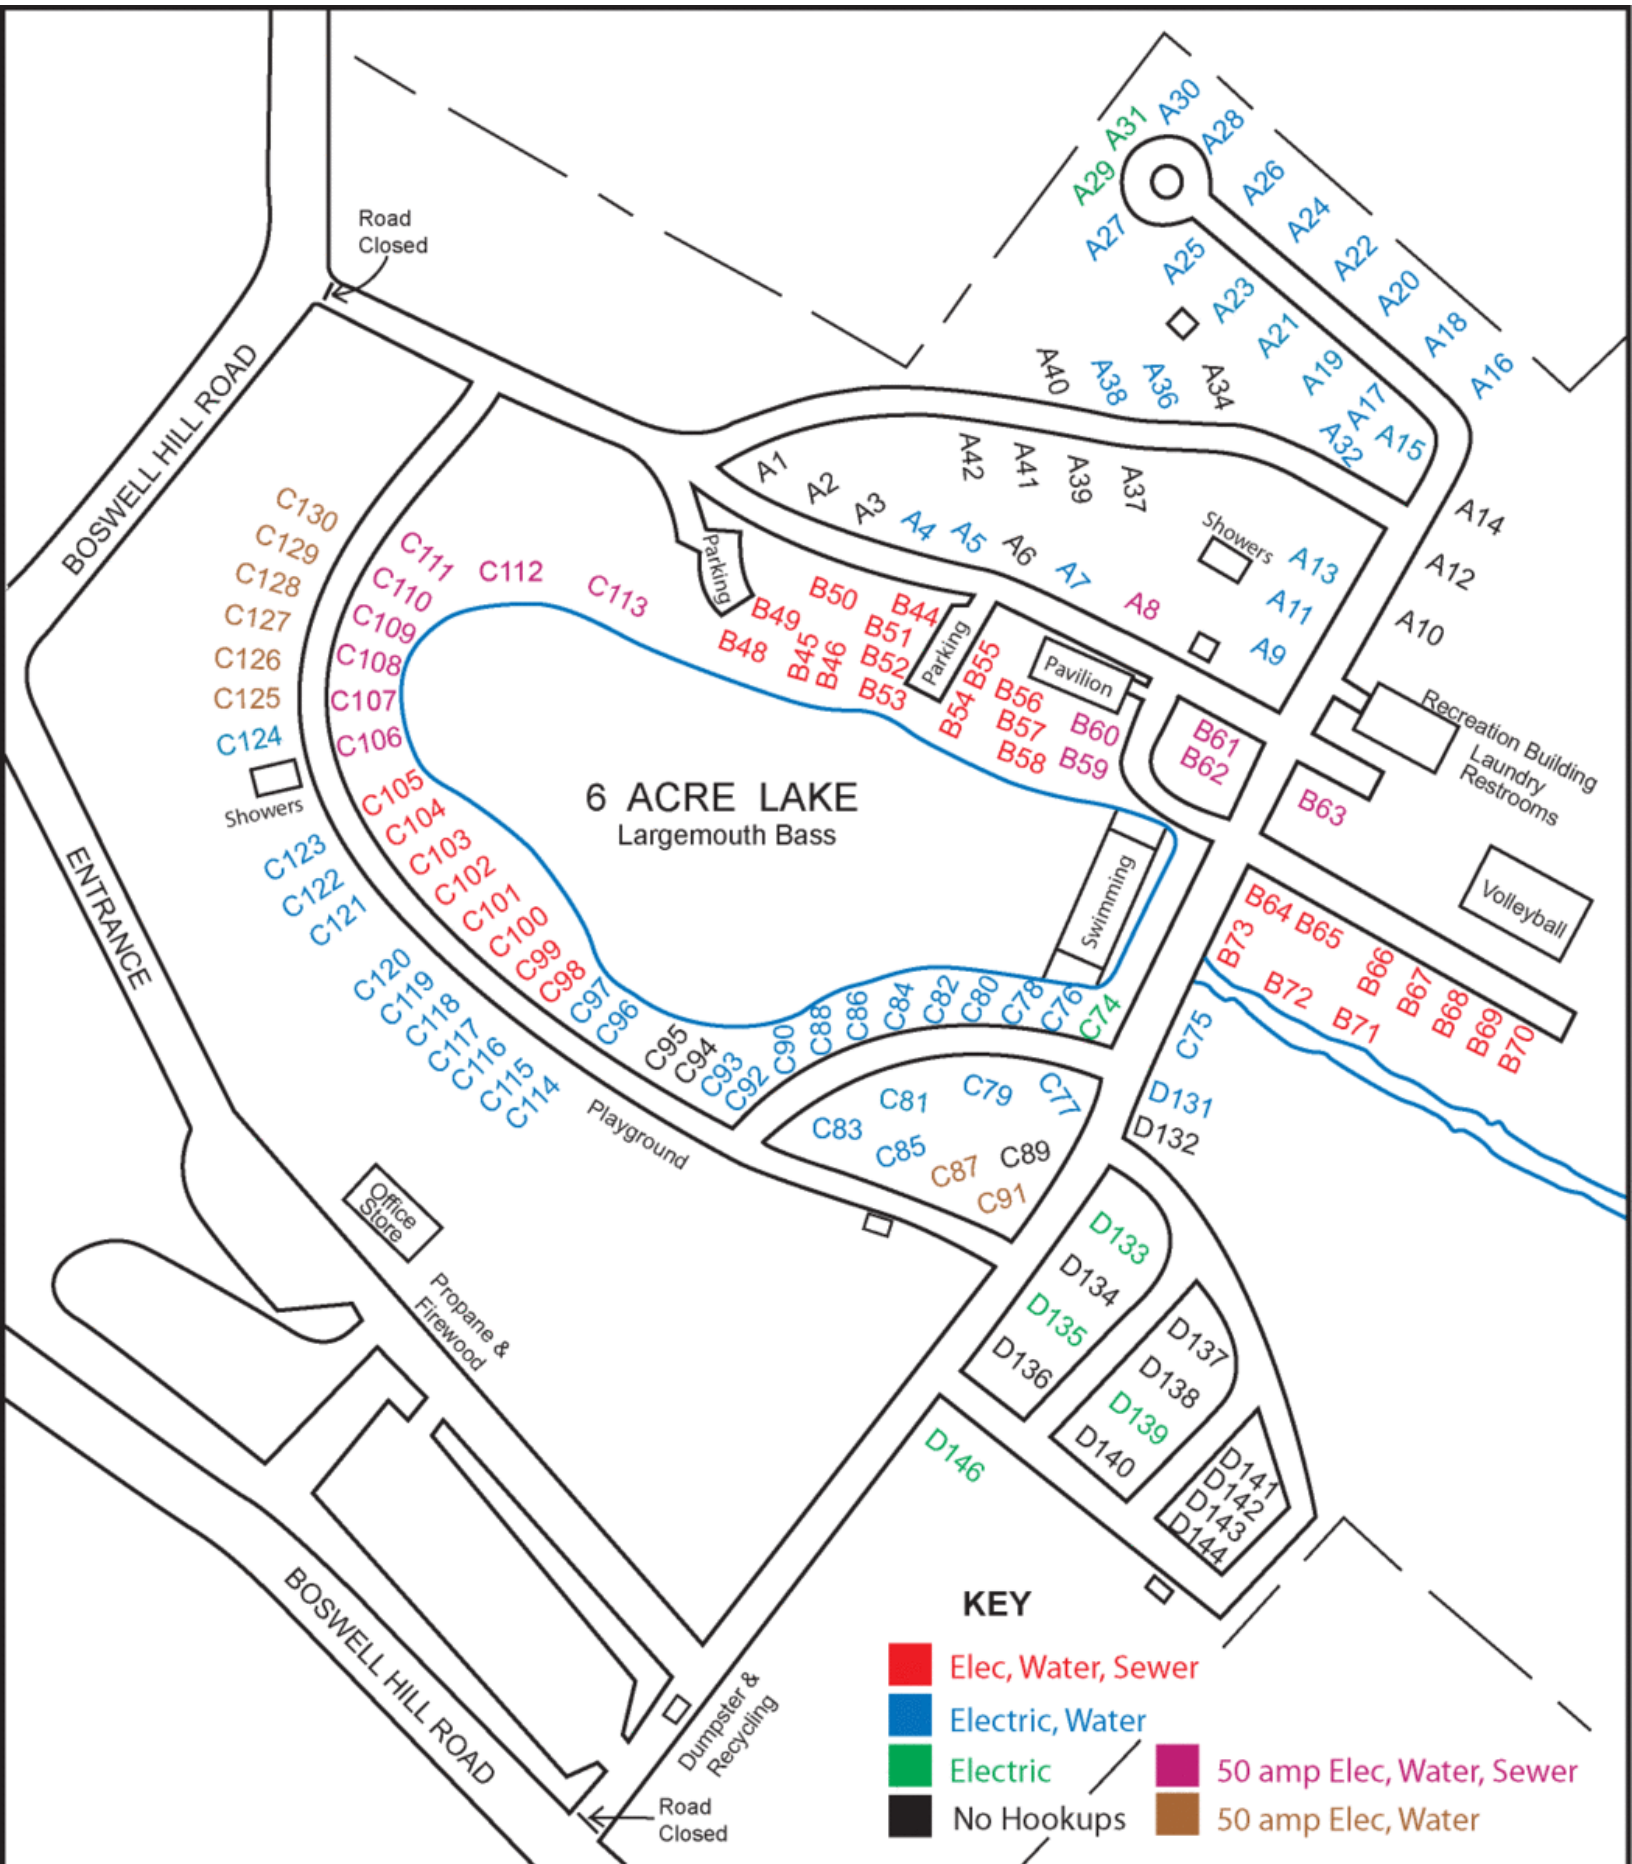 A30
A31
A28
A29
A26
A24
A27
A22
A25
A20
A23
A18
A21
A16
A19
A17
A15
A32
Road
Closed
A40
A38
A36
A34
BOSWELL HILL ROAD
A42
A41
A39
A37
A1
A2
A3
A4
A5
A6
A7
A8
A14
A12
A10
Showers
A13
A11
A9
C130
C129
C128
C127
C126
C125
C124
Showers
C111
C110
C109
C108
C107
C106
C112
C113
Parking
B50
B49
B48
B44
B51
B52
B53
B45
B46
Parking
B55
B54
B56
B57
B58
Pavilion
B60
B59
B61
B62
B63
Recreation Building
Laundry
Restrooms
Volleyball
6 ACRE LAKE
Largemouth Bass
Swimming
C105
C104
C103
C102
C101
C100
C99
C98
C97
C96
C95
C94
C93
C92
C90
C88
C86
C84
C82
C80
C78
C76
C74
B64
B65
B73
B72
B71
B66
B67
B68
B69
B70
ENTRANCE
C123
C122
C121
C120
C119
C118
C117
C116
C115
C114
Playground
C75
D131
D132
C81
C79
C77
C83
C85
C87
C89
C91
Office
Store
Propane &
Firewood
D133
D134
D135
D136
D137
D138
D139
D140
D141
D142
D143
D144
D146
BOSWELL HILL ROAD
Dumpster &
Recycling
Road
Closed
KEY
Elec, Water, Sewer
Electric, Water
Electric
50 amp Elec, Water, Sewer
No Hookups
50 amp Elec, Water